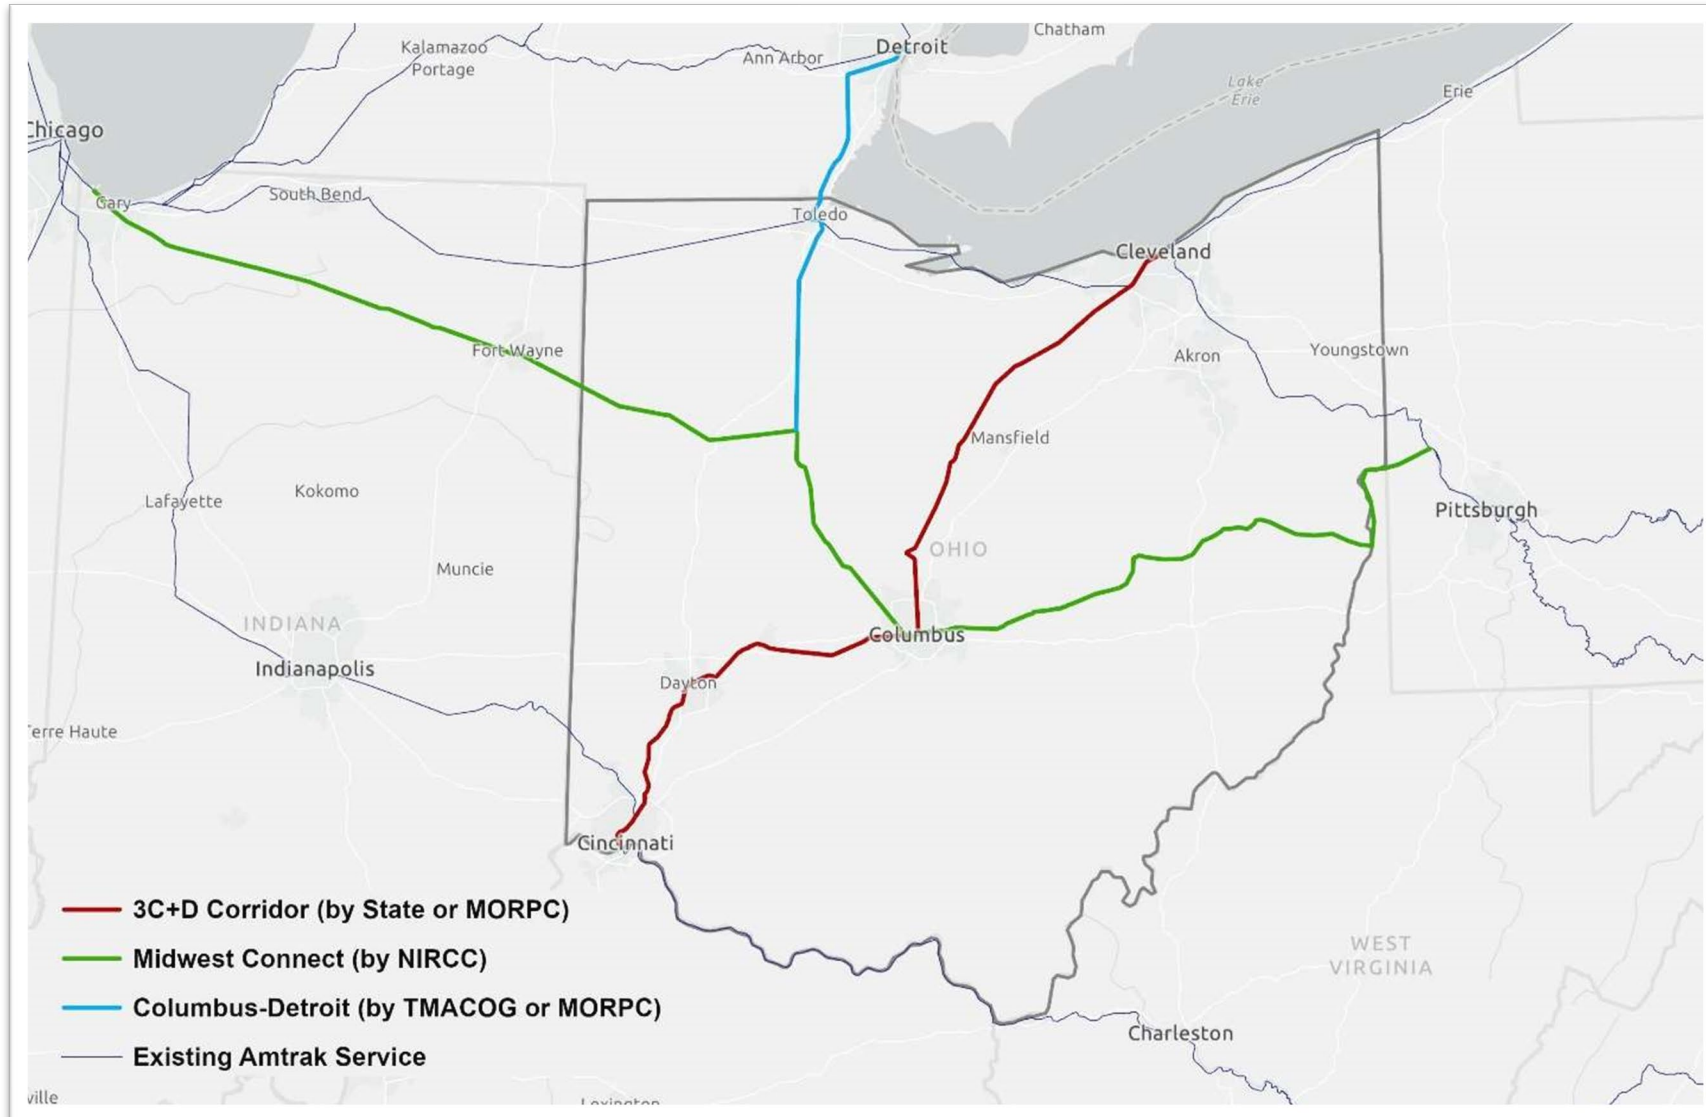 Detroit
Chatham
Kalamazoo
Portage
Ann Arbor
Lake
Erie
Erie
Chicago
Gary
South Bend
Toledo
Cleveland
Fort Wayne
Akron
Youngstown
Mansfield
Lafayette
Kokomo
Pittsburgh
OHIO
Muncie
INDIANA
Columbus
Indianapolis
Dayton
Terre Haute
Cincinnati
3C+D Corridor (by State or MORPC)
Midwest Connect (by NIRCC)
WEST
VIRGINIA
Columbus-Detroit (by TMACOG or MORPC)
Charleston
Existing Amtrak Service
ville
Lexington